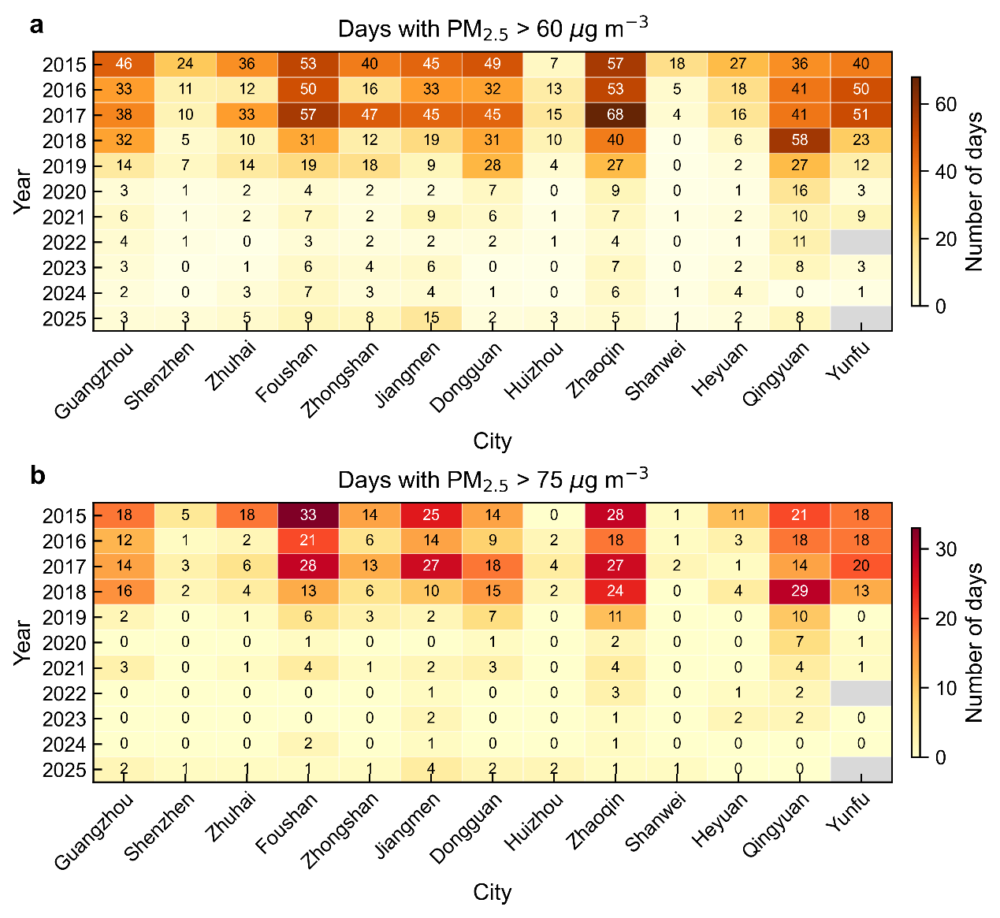 a
Days with PM2.5 > 60 μg m−3
2015 46 24 36 53 40 45 49 7 57 18 27 36 40
2016 33 11 12 50 16 33 32 13 53 5 18 41 50
2017 38 10 33 57 47 45 45 15 68 4 16 41 51
2018 32 5 10 31 12 19 31 10 40 0 6 58 23
2019 14 7 14 19 18 9 28 4 27 0 2 27 12
2020 3 1 2 4 2 2 7 0 9 0 1 16 3
2021 6 1 2 7 2 9 6 1 7 1 2 10 9
2022 4 1 0 3 2 2 2 1 4 0 1 11
2023 3 0 1 6 4 6 0 0 7 0 2 8 3
2024 2 0 3 7 3 4 1 0 6 1 4 0 1
2025 3 3 5 9 8 15 2 3 5 1 2 8
Year
Guangzhou Shenzhen Zhuhai Foushan Zhongshan Jiangmen Dongguan Huizhou Zhaoqin Shanwei Heyuan Qingyuan Yunfu
City
60
40
20
0
Number of days
b
Days with PM2.5 > 75 μg m−3
2015 18 5 18 33 14 25 14 0 28 1 11 21 18
2016 12 1 2 21 6 14 9 2 18 1 3 18 18
2017 14 3 6 28 13 27 18 4 27 2 1 14 20
2018 16 2 4 13 6 10 15 2 24 0 4 29 13
2019 2 0 1 6 3 2 7 0 11 0 0 10 0
2020 0 0 0 1 0 0 1 0 2 0 0 7 1
2021 3 0 1 4 1 2 3 0 4 0 0 4 1
2022 0 0 0 0 0 1 0 0 3 0 1 2
2023 0 0 0 0 0 2 0 0 1 0 2 2 0
2024 0 0 0 2 0 1 0 0 1 0 0 0 0
2025 2 1 1 1 1 4 2 2 1 1 0 0
Year
Guangzhou Shenzhen Zhuhai Foushan Zhongshan Jiangmen Dongguan Huizhou Zhaoqin Shanwei Heyuan Qingyuan Yunfu
City
30
20
10
0
Number of days